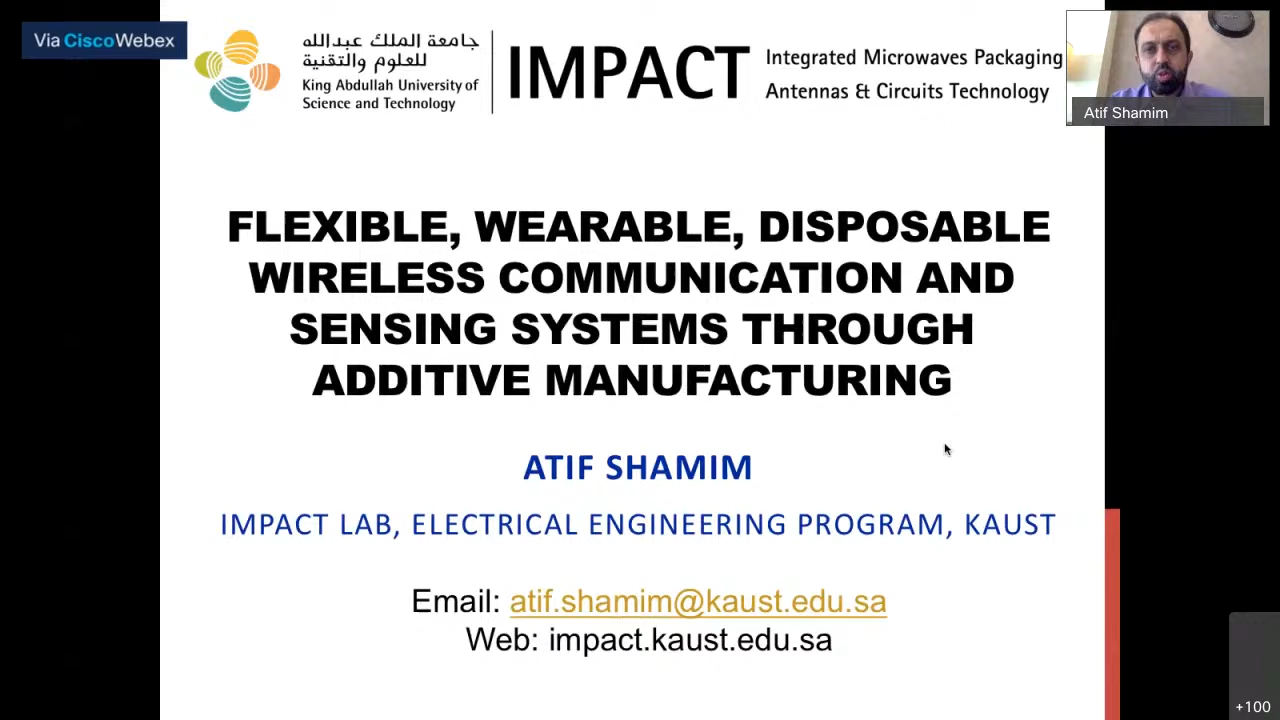 Via CiscoWebex
جامعة الملك عبدالله
للعلوم والتقنية
King Abdullah University of
Science and Technology
IMPACT
Integrated Microwaves Packaging
Antennas & Circuits Technology
Atif Shamim
FLEXIBLE, WEARABLE, DISPOSABLE
WIRELESS COMMUNICATION AND
SENSING SYSTEMS THROUGH
ADDITIVE MANUFACTURING
ATIF SHAMIM
IMPACT LAB, ELECTRICAL ENGINEERING PROGRAM, KAUST
Email: atif.shamim@kaust.edu.sa
Web: impact.kaust.edu.sa
+100